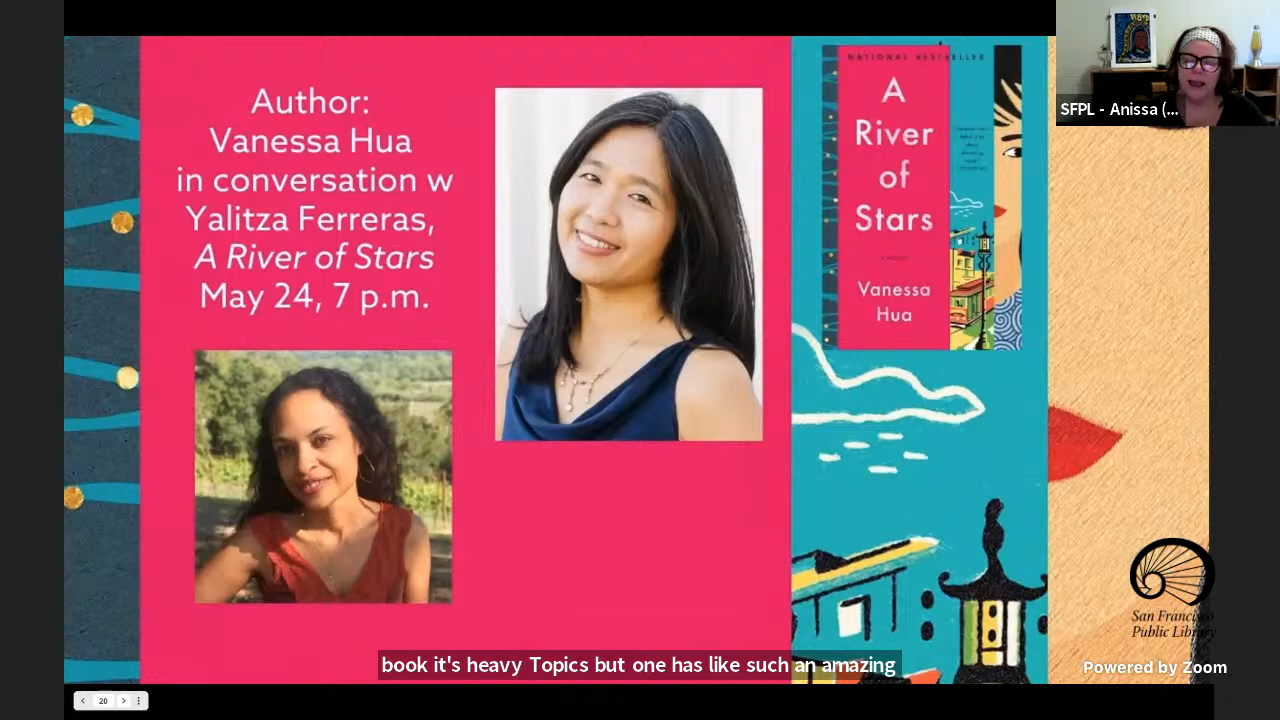 Author:
Vanessa Hua
in conversation w
Yalitza Ferreras,
A River of Stars
May 24, 7 p.m.
NATIONAL BESTSELLER
A
River
of
Stars
Vanessa
Hua
SFPL - Anissa (...
San Francisco
Public Library
book it's heavy Topics but one has like such an amazing
Powered by Zoom
20